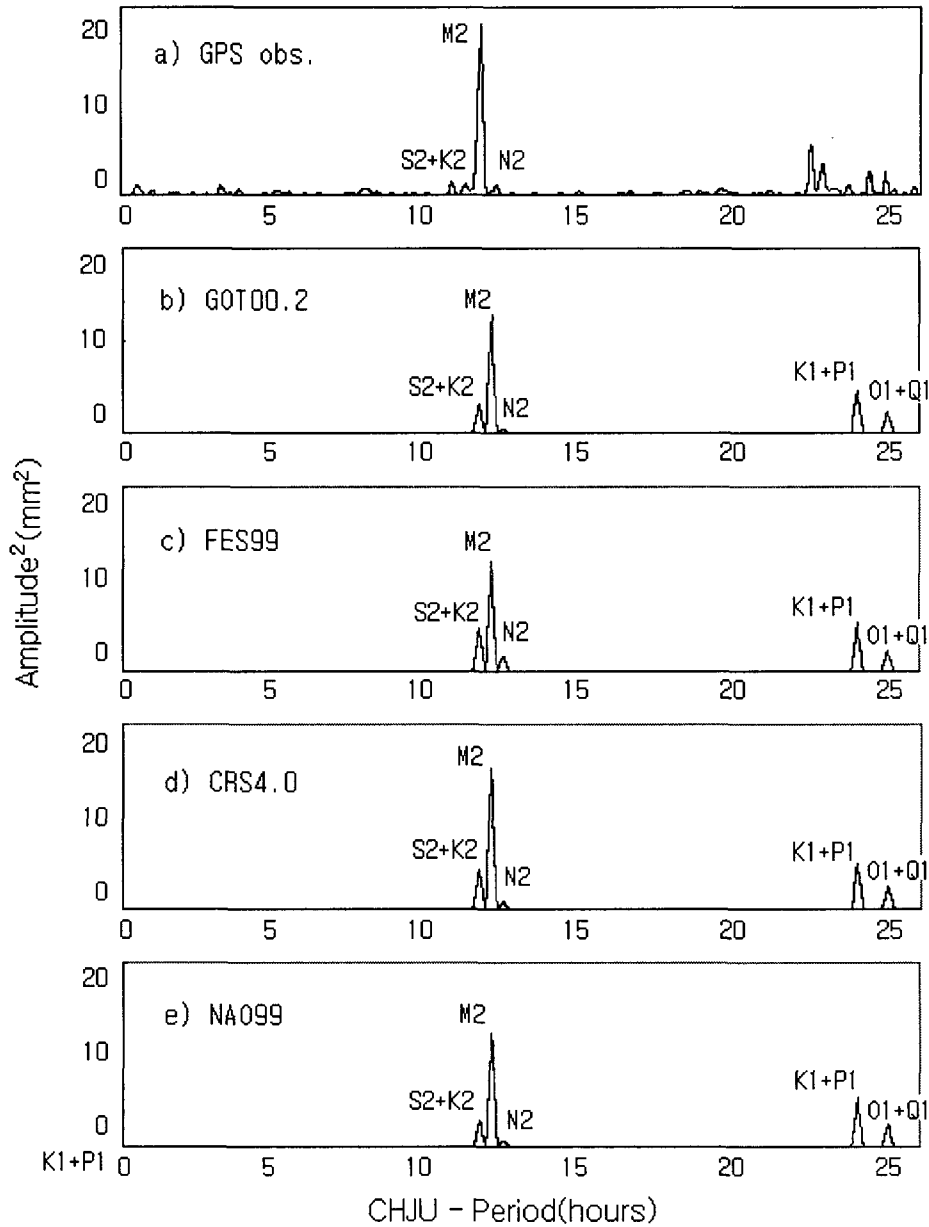 20
M2
a) GPS obs.
10
S2+K2 N2
0
0 5 10 15 20 25
20
b) GOT00.2
M2
10
S2+K2
N2
K1+P1
O1+Q1
0
0 5 10 15 20 25
20
c) FES99
M2
10
S2+K2
N2
K1+P1
O1+Q1
0
0 5 10 15 20 25
20
M2
d) CRS4.0
10
S2+K2
N2
K1+P1
O1+Q1
0
0 5 10 15 20 25
20
e) NAO99
M2
10
S2+K2
N2
K1+P1
O1+Q1
0
K1+P1 0 5 10 15 20 25
Amplitude²(mm²)
CHJU - Period(hours)